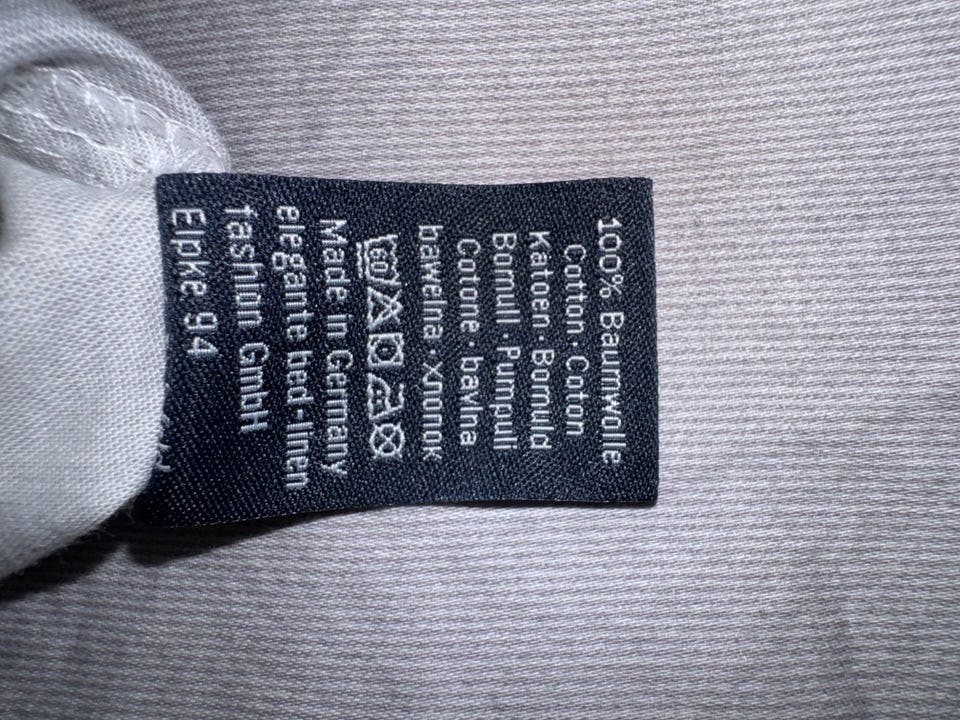 100% Baumwolle
Cotton · Coton
Katoen · Bomuld
Bomull · Pumpuli
Cotone · bavlna
bawełna · хлопок
60
Made in Germany
elegante bed-linen
fashion GmbH
Elpke 94